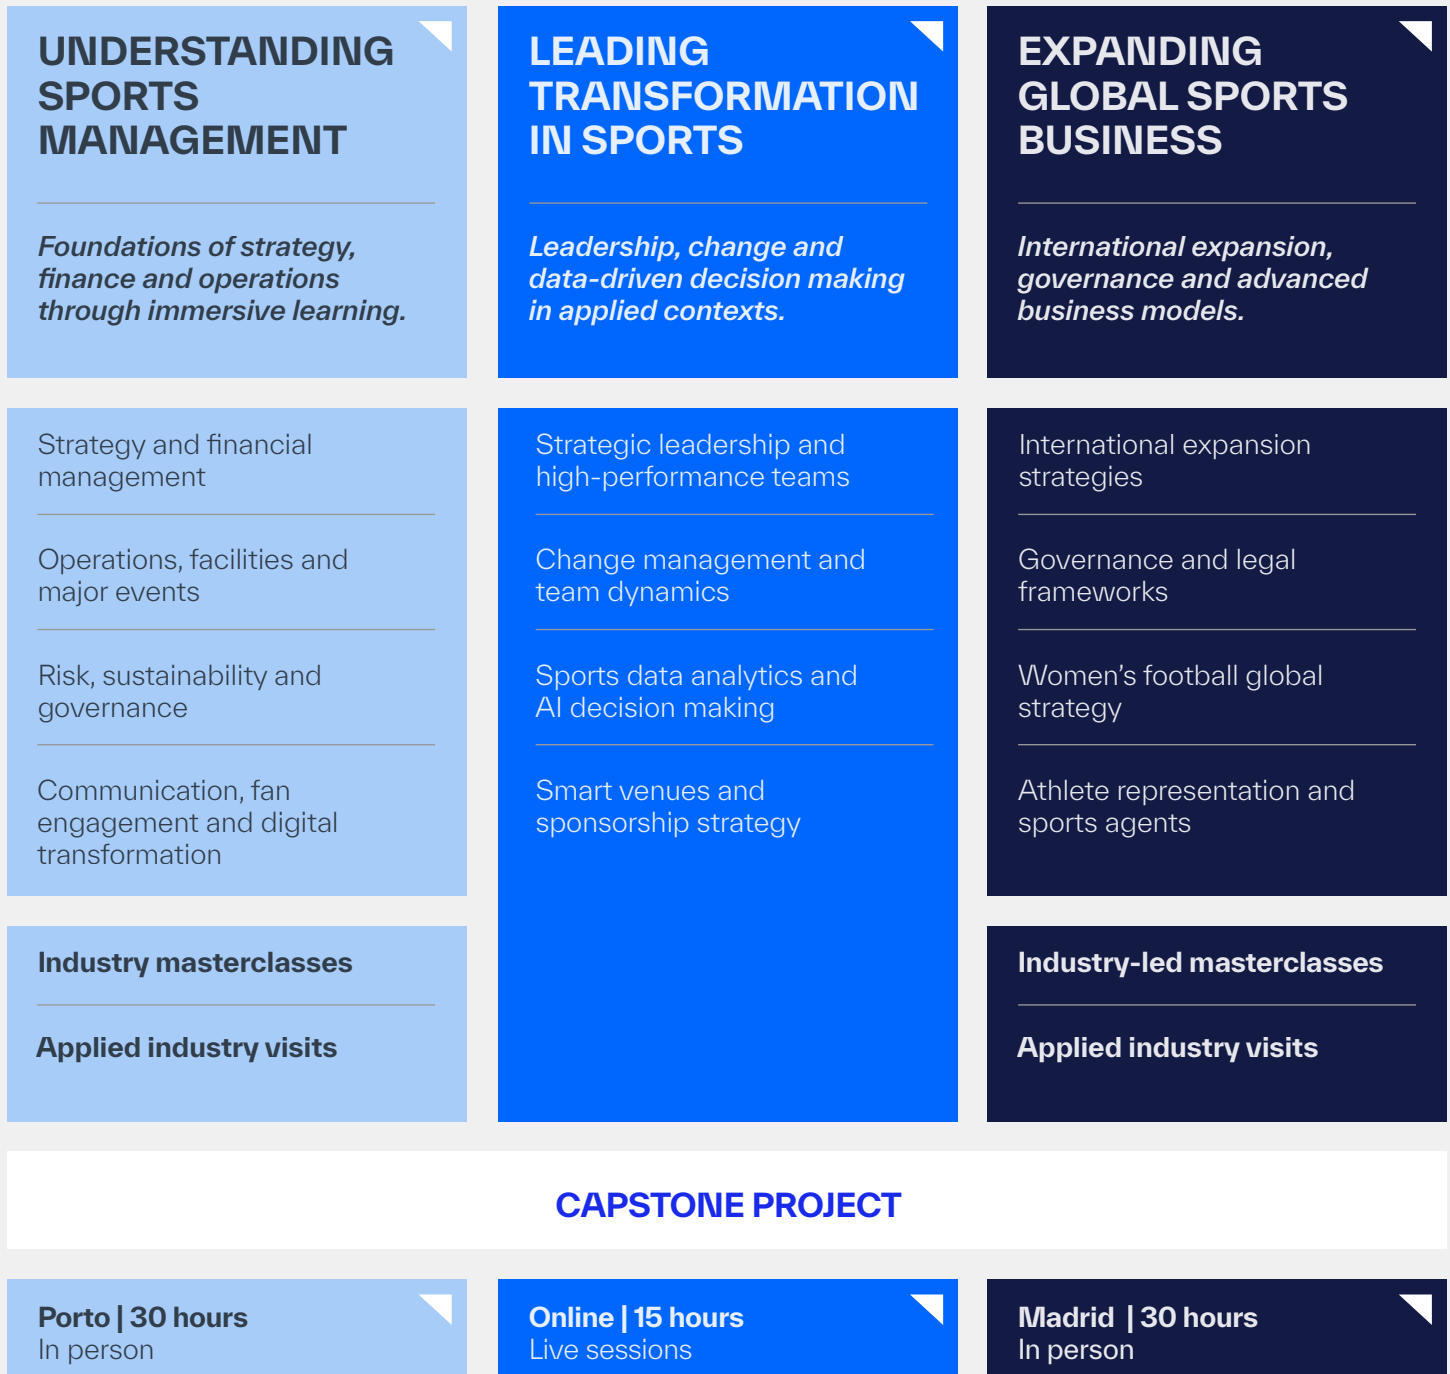 UNDERSTANDING
SPORTS
MANAGEMENT
Foundations of strategy,
finance and operations
through immersive learning.
Strategy and financial
management
Operations, facilities and
major events
Risk, sustainability and
governance
Communication, fan
engagement and digital
transformation
Industry masterclasses
Applied industry visits
LEADING
TRANSFORMATION
IN SPORTS
Leadership, change and
data-driven decision making
in applied contexts.
Strategic leadership and
high-performance teams
Change management and
team dynamics
Sports data analytics and
AI decision making
Smart venues and
sponsorship strategy
EXPANDING
GLOBAL SPORTS
BUSINESS
International expansion,
governance and advanced
business models.
International expansion
strategies
Governance and legal
frameworks
Women’s football global
strategy
Athlete representation and
sports agents
Industry-led masterclasses
Applied industry visits
CAPSTONE PROJECT
Porto | 30 hours
In person
Online | 15 hours
Live sessions
Madrid | 30 hours
In person